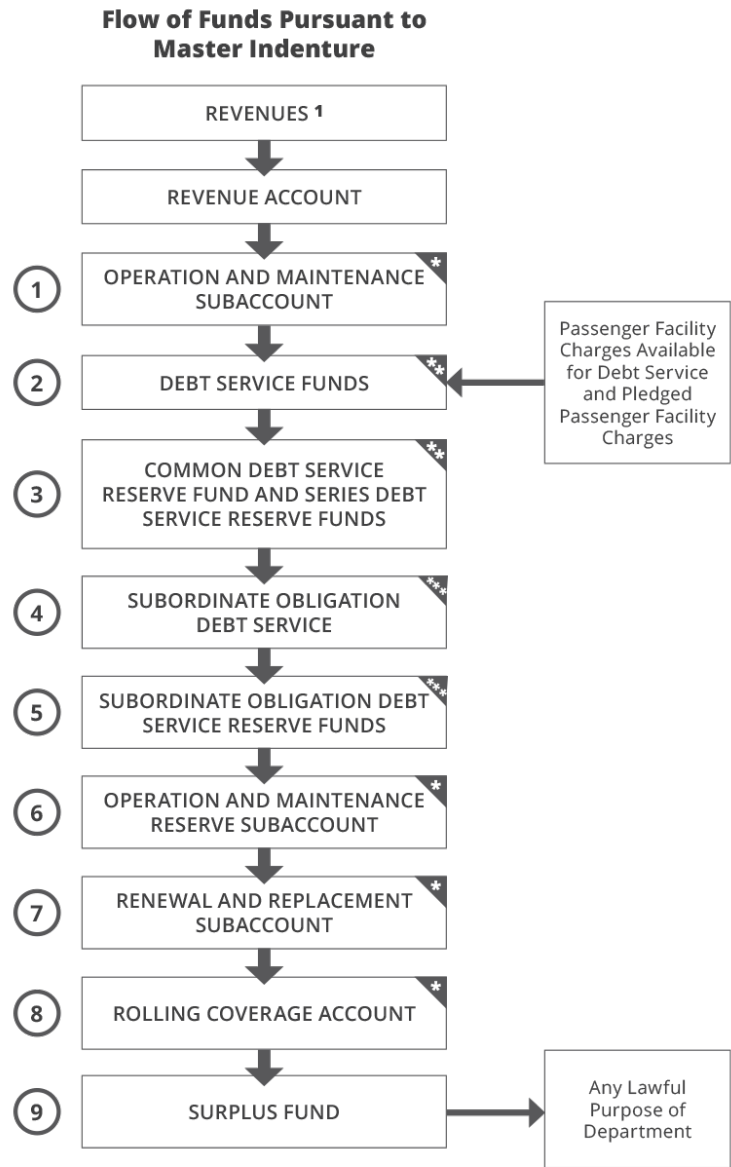 Flow of Funds Pursuant to
Master Indenture
REVENUES 1
REVENUE ACCOUNT
*
1
OPERATION AND MAINTENANCE
SUBACCOUNT
**
2
DEBT SERVICE FUNDS
Passenger Facility
Charges Available
for Debt Service
and Pledged
Passenger Facility
Charges
**
3
COMMON DEBT SERVICE
RESERVE FUND AND SERIES DEBT
SERVICE RESERVE FUNDS
***
4
SUBORDINATE OBLIGATION
DEBT SERVICE
***
5
SUBORDINATE OBLIGATION DEBT
SERVICE RESERVE FUNDS
*
6
OPERATION AND MAINTENANCE
RESERVE SUBACCOUNT
*
7
RENEWAL AND REPLACEMENT
SUBACCOUNT
*
8
ROLLING COVERAGE ACCOUNT
9
SURPLUS FUND
Any Lawful
Purpose of
Department